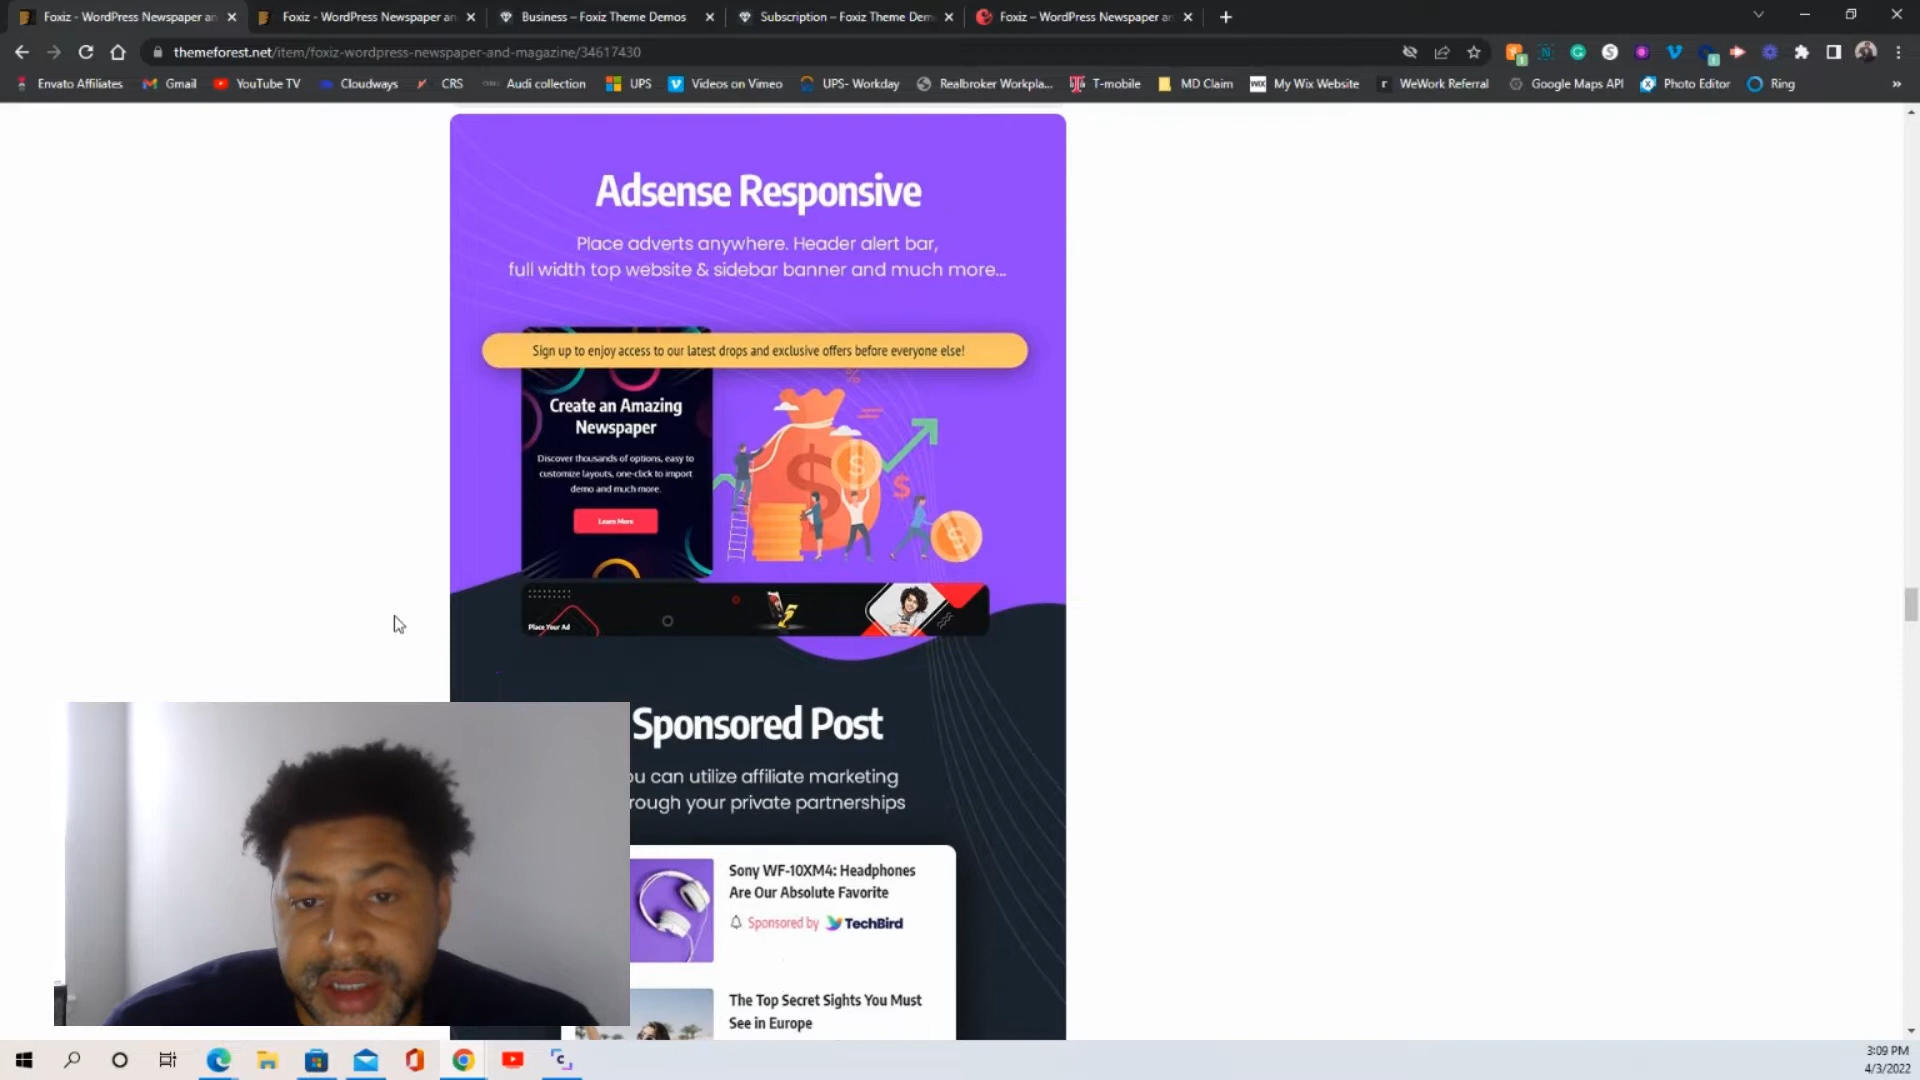 Foxiz - WordPress Newspaper an
Foxiz - WordPress Newspaper an
Business – Foxiz Theme Demos
Subscription – Foxiz Theme Dem
Foxiz – WordPress Newspaper an
themeforest.net/item/foxiz-wordpress-newspaper-and-magazine/34617430
Envato Affiliates
Gmail
YouTube TV
Cloudways
CRS
Audi collection
UPS
Videos on Vimeo
UPS- Workday
Realbroker Workpla...
T-mobile
MD Claim
WIX My Wix Website
r WeWork Referral
Google Maps API
Photo Editor
Ring
»
Adsense Responsive
Place adverts anywhere. Header alert bar,
full width top website & sidebar banner and much more...
Sign up to enjoy access to our latest drops and exclusive offers before everyone else!
Create an Amazing
Newspaper
Discover thousands of options, easy to
customize layouts, one-click to import
demo and much more.
Learn More
Place Your Ad
Sponsored Post
ou can utilize affiliate marketing
rough your private partnerships
Sony WF-10XM4: Headphones
Are Our Absolute Favorite
Sponsored by TechBird
The Top Secret Sights You Must
See in Europe
3:09 PM
4/3/2022